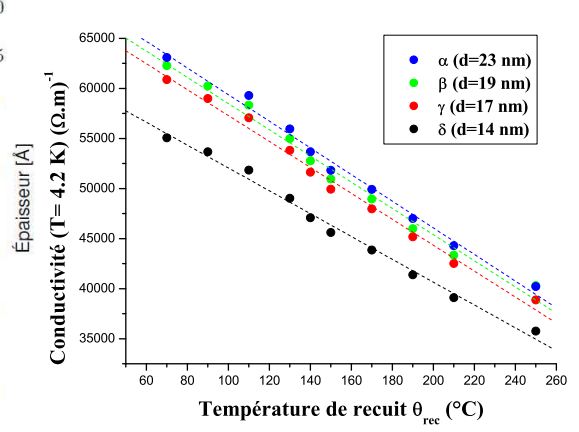 0
65000
60000
55000
50000
45000
40000
35000
Épaisseur [Å]
Conductivité (T= 4.2 K) (Ω.m)⁻¹
α (d=23 nm)
β (d=19 nm)
γ (d=17 nm)
δ (d=14 nm)
60 80 100 120 140 160 180 200 220 240 260
Température de recuit θrec (°C)